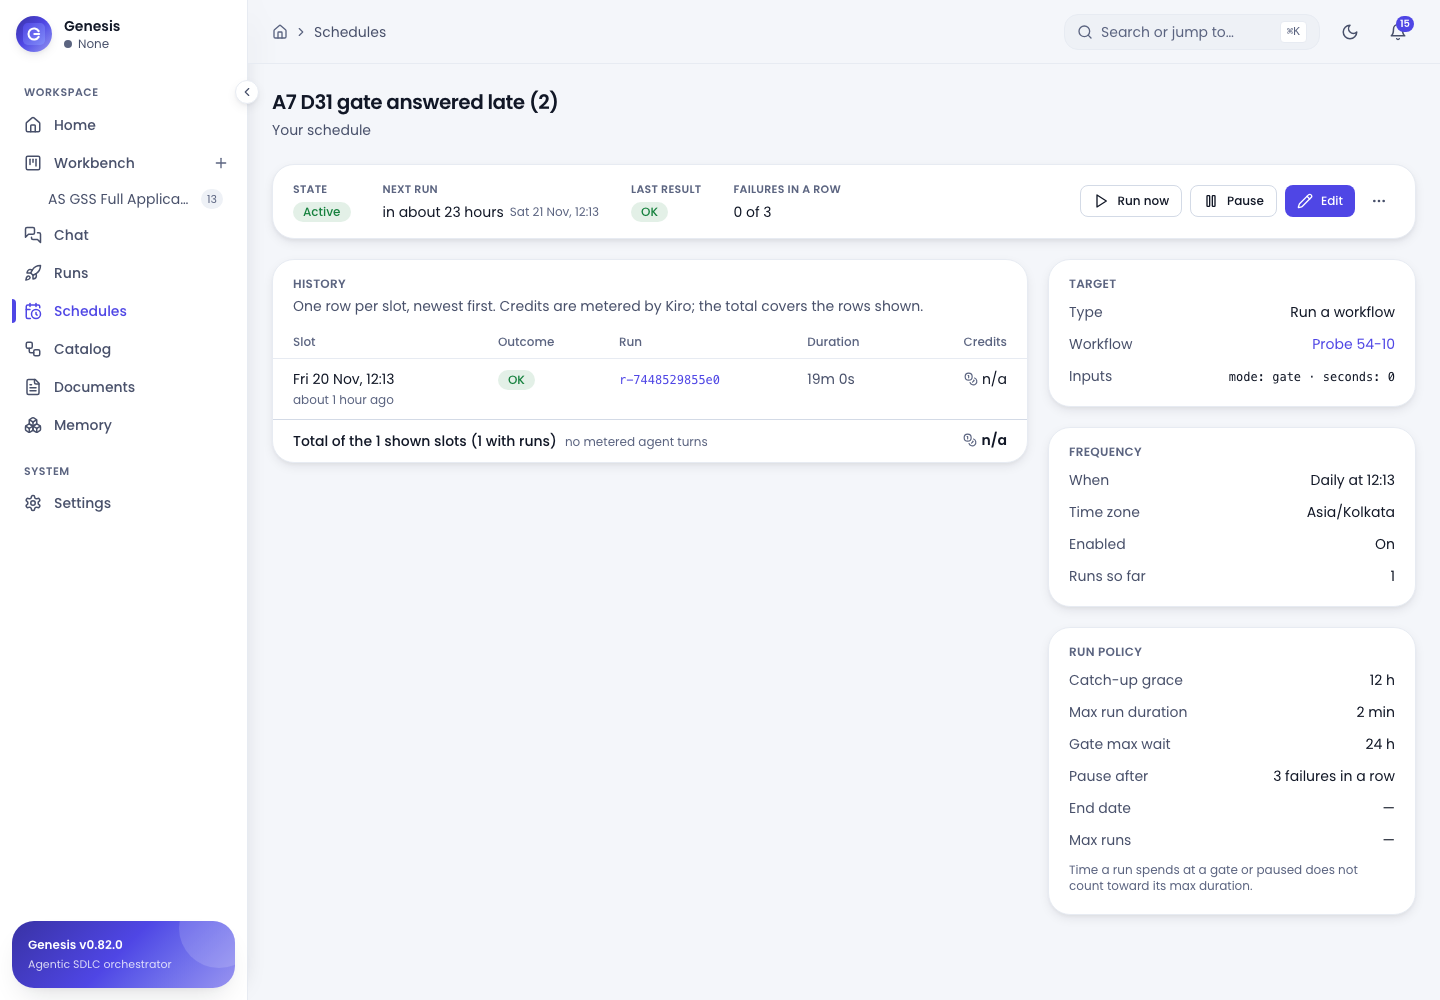 Genesis
None
WORKSPACE
Home
Workbench
AS GSS Full Applica... 13
Chat
Runs
Schedules
Catalog
Documents
Memory
SYSTEM
Settings
Genesis v0.82.0
Agentic SDLC orchestrator
Schedules
Search or jump to... ⌘K
15
A7 D31 gate answered late (2)
Your schedule
STATE
Active
NEXT RUN
in about 23 hours Sat 21 Nov, 12:13
LAST RESULT
OK
FAILURES IN A ROW
0 of 3
Run now
Pause
Edit
HISTORY
One row per slot, newest first. Credits are metered by Kiro; the total covers the rows shown.
Slot Outcome Run Duration Credits
Fri 20 Nov, 12:13 OK r-7448529855e0 19m 0s n/a
about 1 hour ago
Total of the 1 shown slots (1 with runs) no metered agent turns n/a
TARGET
Type Run a workflow
Workflow Probe 54-10
Inputs mode: gate · seconds: 0
FREQUENCY
When Daily at 12:13
Time zone Asia/Kolkata
Enabled On
Runs so far 1
RUN POLICY
Catch-up grace 12 h
Max run duration 2 min
Gate max wait 24 h
Pause after 3 failures in a row
End date —
Max runs —
Time a run spends at a gate or paused does not
count toward its max duration.